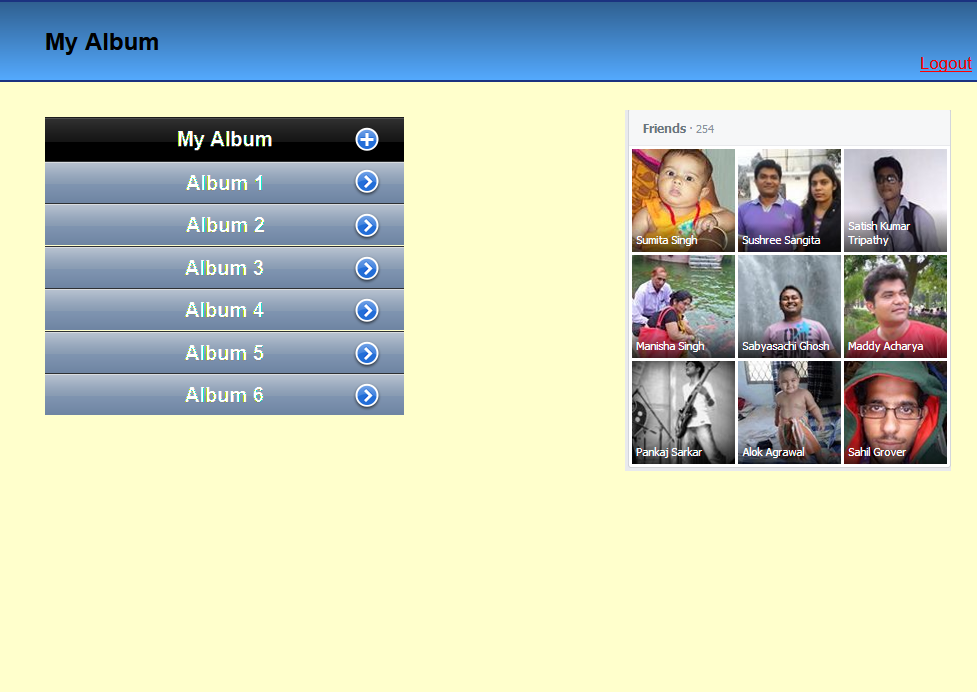 My Album
Logout
My Album
Album 1
Album 2
Album 3
Album 4
Album 5
Album 6
Friends · 254
Sumita Singh
Sushree Sangita
Satish Kumar
Tripathy
Manisha Singh
Sabyasachi Ghosh
Maddy Acharya
Pankaj Sarkar
Alok Agrawal
Sahil Grover